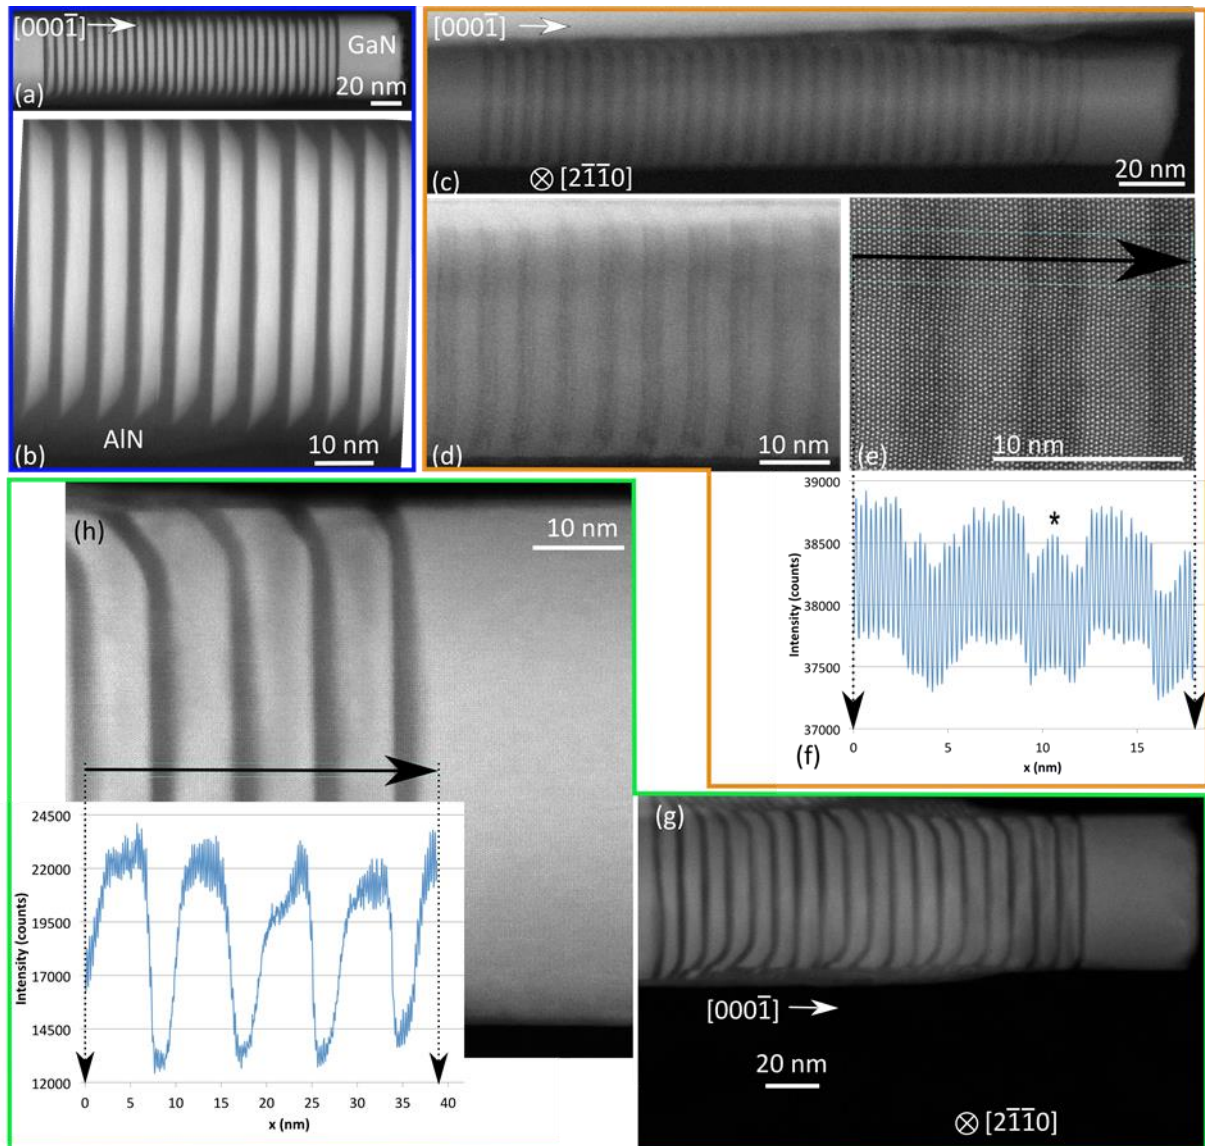 [0001̄]
GaN
20 nm
(a)
AlN
10 nm
(b)
[0001̄]
⊗ [21̄1̄0]
20 nm
(c)
10 nm
(d)
10 nm
(e)
39000
*
38500
38000
37500
37000
Intensity (counts)
0 5 10 15
x (nm)
(f)
(h)
10 nm
24500
22000
19500
17000
14500
12000
Intensity (counts)
0 5 10 15 20 25 30 35 40
x (nm)
(g)
[0001̄]
20 nm
⊗ [21̄1̄0]